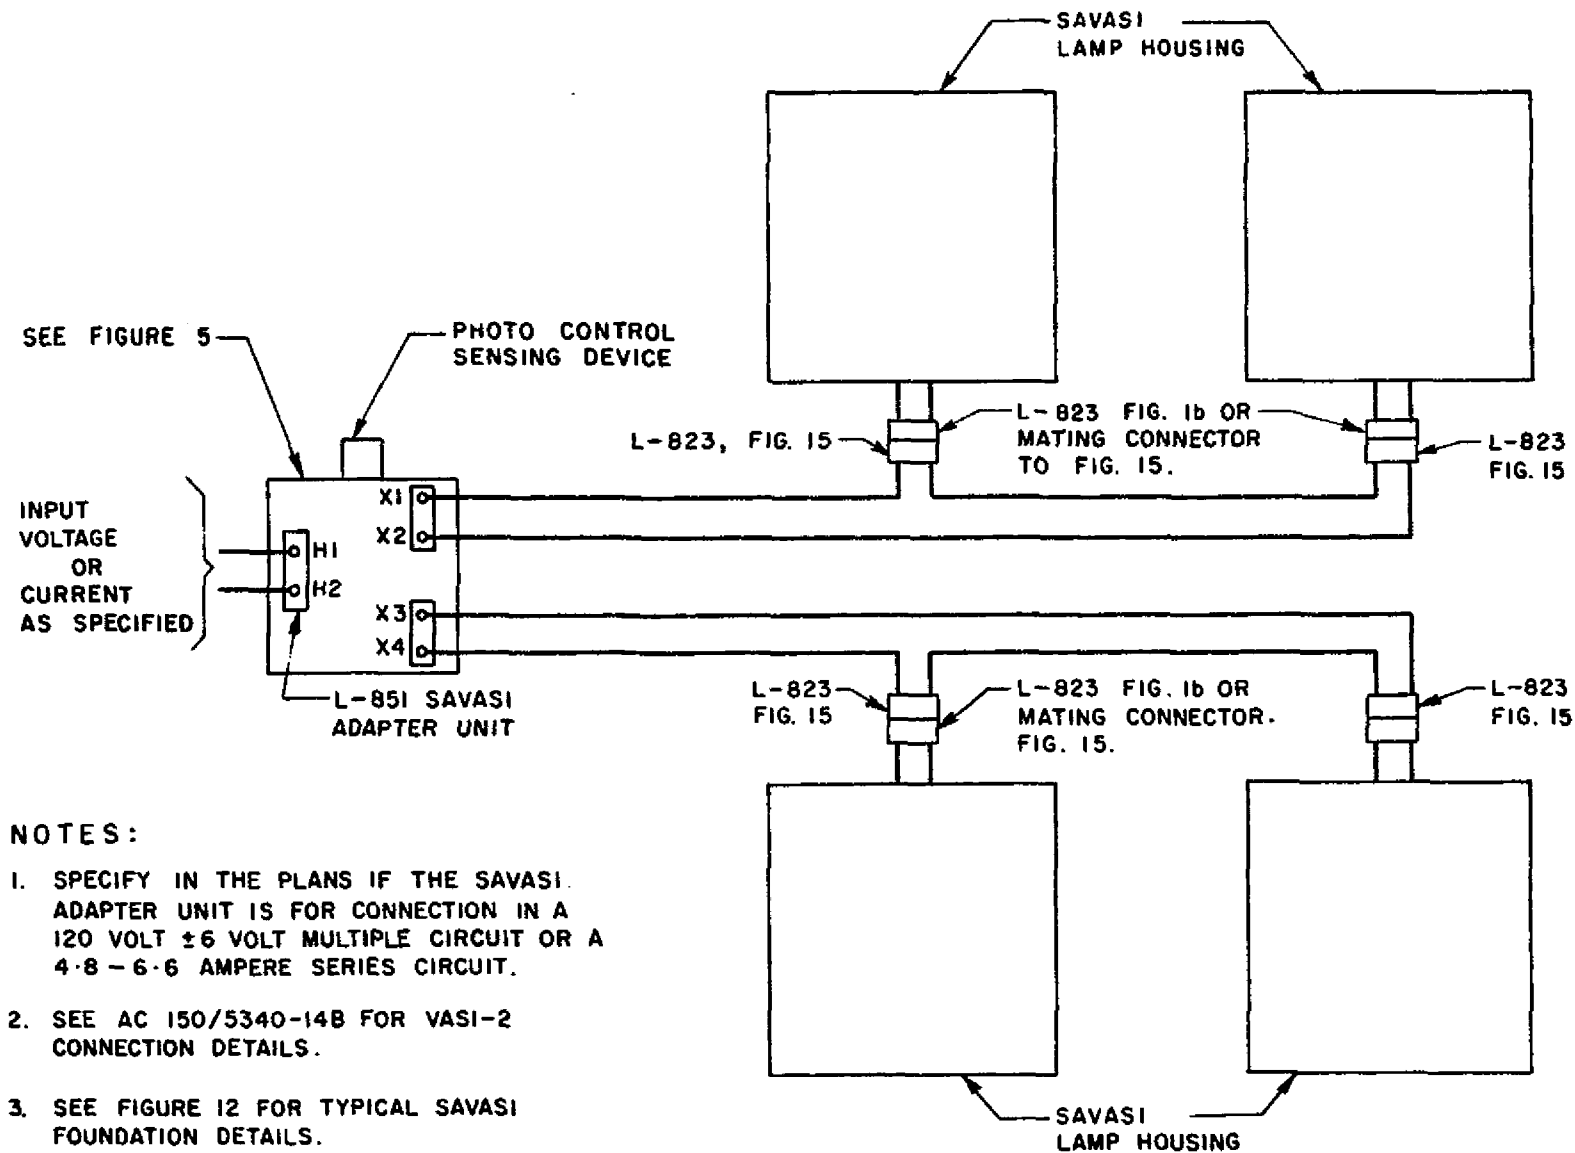 SAVASI
LAMP HOUSING
SEE FIGURE 5
PHOTO CONTROL
SENSING DEVICE
L-823, FIG. 15
L-823 FIG. 1b OR
MATING CONNECTOR
TO FIG. 15.
L-823
FIG. 15
INPUT
VOLTAGE
OR
CURRENT
AS SPECIFIED
X1
X2
H1
H2
X3
X4
L-851 SAVASI
ADAPTER UNIT
L-823
FIG. 15
L-823 FIG. 1b OR
MATING CONNECTOR.
FIG. 15.
L-823
FIG. 15
NOTES:
1. SPECIFY IN THE PLANS IF THE SAVASI
ADAPTER UNIT IS FOR CONNECTION IN A
120 VOLT ±6 VOLT MULTIPLE CIRCUIT OR A
4.8-6.6 AMPERE SERIES CIRCUIT.
2. SEE AC 150/5340-14B FOR VASI-2
CONNECTION DETAILS.
3. SEE FIGURE 12 FOR TYPICAL SAVASI
FOUNDATION DETAILS.
SAVASI
LAMP HOUSING